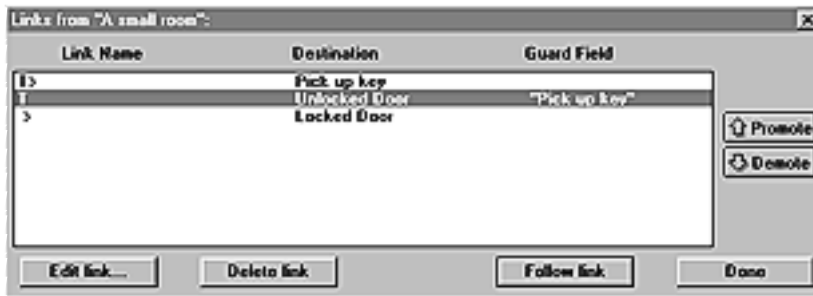 Links from "A small room":
Link Name Destination Guard Field
Pick up key
Unlocked Door "Pick up key"
> Locked Door
Promote
Demote
Edit link... Delete link Follow link Done